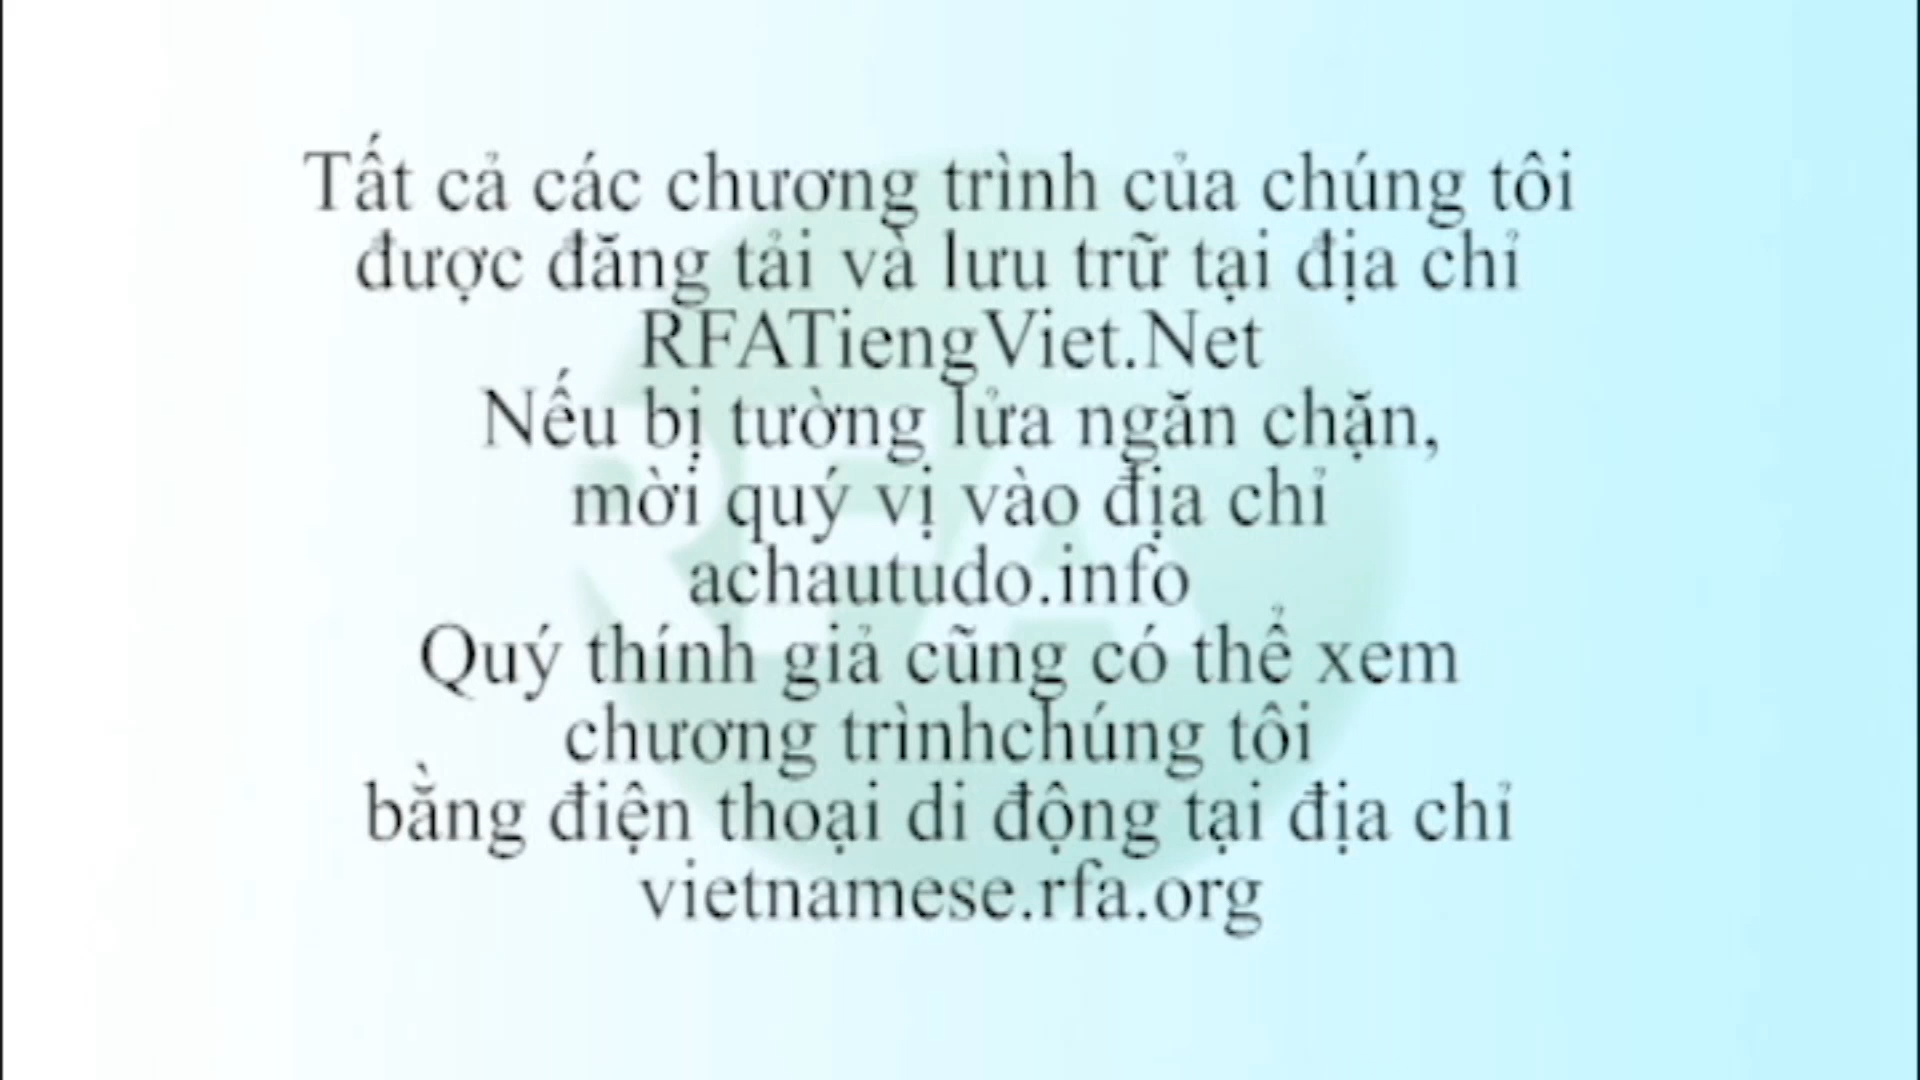 Tất cả các chương trình của chúng tôi
được đăng tải và lưu trữ tại địa chỉ
RFATiengViet.Net
Nếu bị tường lửa ngăn chặn,
mời quý vị vào địa chỉ
achautudo.info
Quý thính giả cũng có thể xem
chương trìnhchúng tôi
bằng điện thoại di động tại địa chỉ
vietnamese.rfa.org
RFA